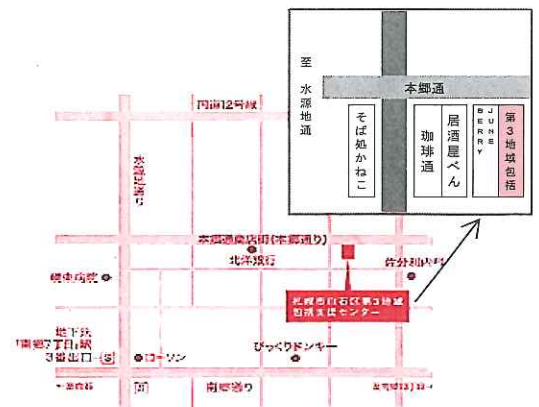 至 水源地通
本郷通
そば処かねこ
珈琲通
居酒屋べん
JUNE BERRY
第3地域包括
国道12号線
水源地通り
本郷通商店街(本郷通り)
北洋銀行
佐分利内科
札幌市白石区第3地域
包括支援センター
地下鉄
「南郷7丁目」駅
3番出口
ローソン
びっくりドンキー
南郷通り